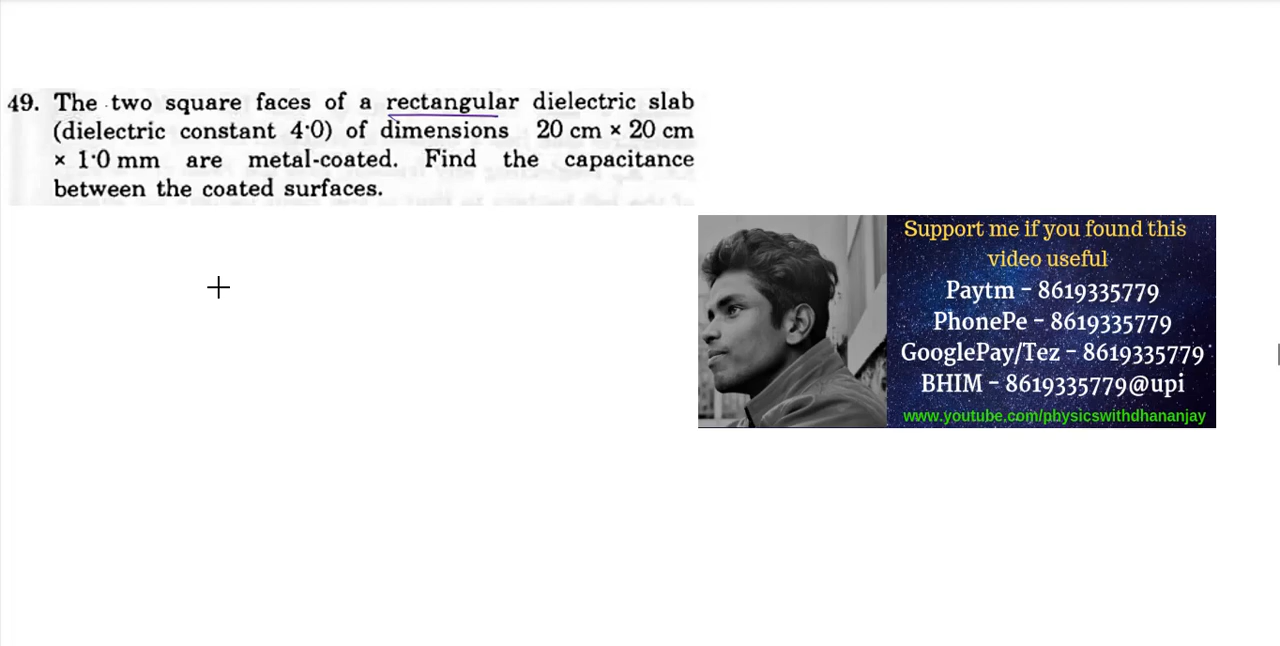 49. The two square faces of a rectangular dielectric slab
(dielectric constant 4·0) of dimensions 20 cm × 20 cm
× 1·0 mm are metal-coated. Find the capacitance
between the coated surfaces.
Support me if you found this
video useful
Paytm - 8619335779
PhonePe - 8619335779
GooglePay/Tez - 8619335779
BHIM - 8619335779@upi
www.youtube.com/physicswithdhananjay